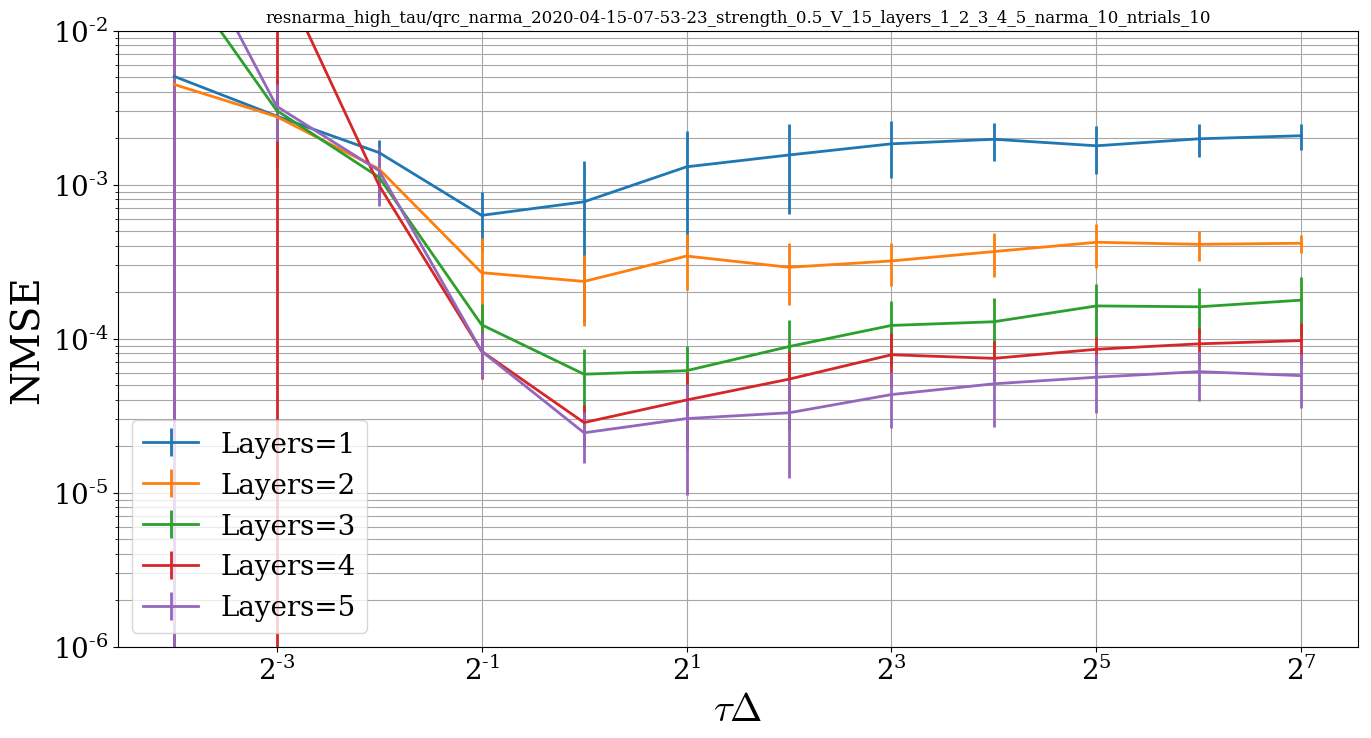 resnarma_high_tau/qrc_narma_2020-04-15-07-53-23_strength_0.5_V_15_layers_1_2_3_4_5_narma_10_ntrials_10
10^-2
10^-3
10^-4
10^-5
10^-6
NMSE
Layers=1
Layers=2
Layers=3
Layers=4
Layers=5
2^-3 2^-1 2^1 2^3 2^5 2^7
τΔ